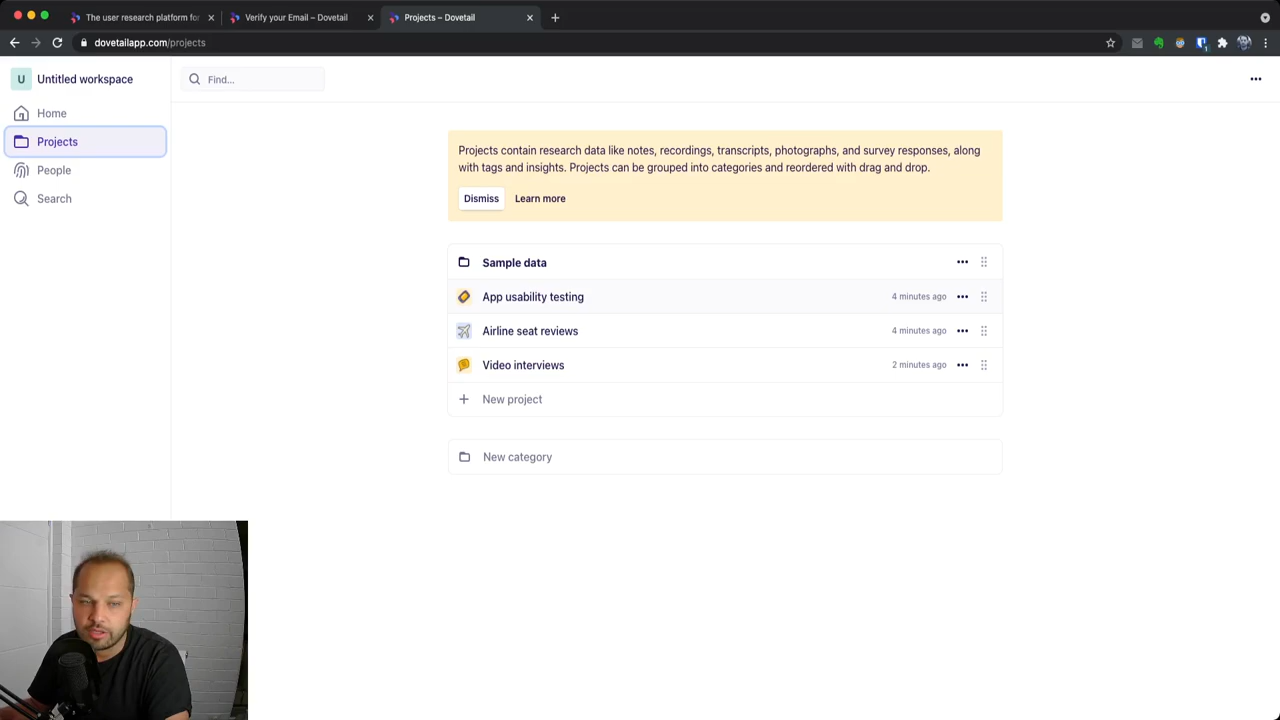 The user research platform for
Verify your Email – Dovetail
Projects – Dovetail
dovetailapp.com/projects
U Untitled workspace
Find...
Home
Projects
People
Search
Projects contain research data like notes, recordings, transcripts, photographs, and survey responses, along
with tags and insights. Projects can be grouped into categories and reordered with drag and drop.
Dismiss Learn more
Sample data
App usability testing 4 minutes ago
Airline seat reviews 4 minutes ago
Video interviews 2 minutes ago
New project
New category